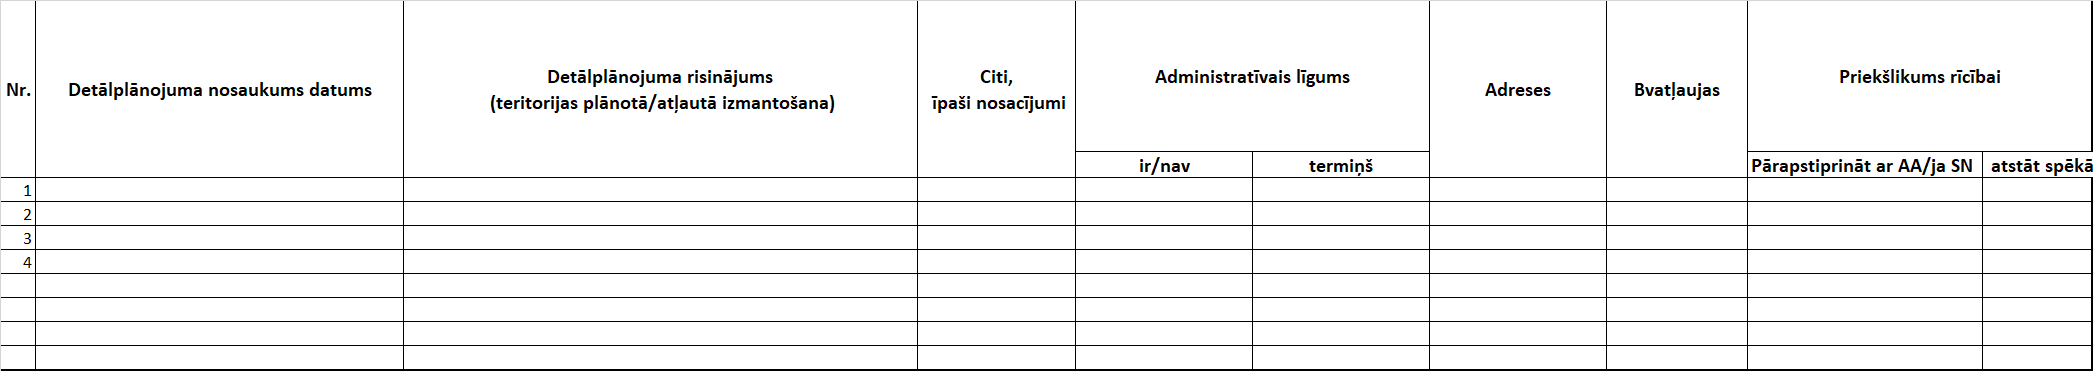 Nr.
Detālplānojuma nosaukums datums
Detālplānojuma risinājums
(teritorijas plānotā/atļautā izmantošana)
Citi,
īpaši nosacījumi
Administratīvais līgums
ir/nav
termiņš
Adreses
Bvatļaujas
Priekšlikums rīcībai
Pārapstiprināt ar AA/ja SN
atstāt spēkā
1
2
3
4